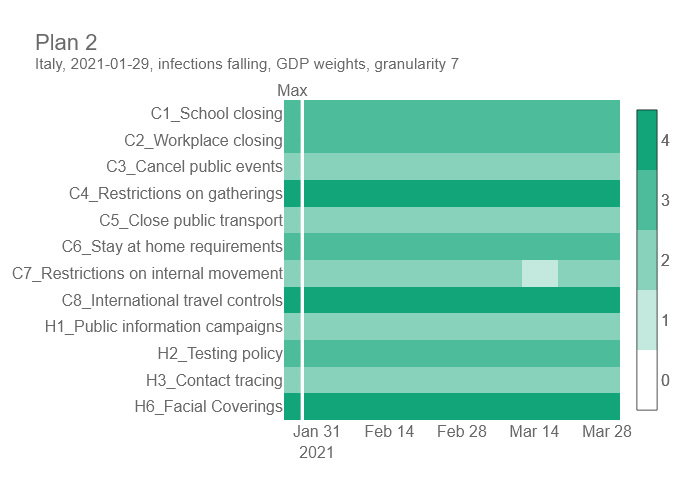 Plan 2
Italy, 2021-01-29, infections falling, GDP weights, granularity 7
Max
C1_School closing
C2_Workplace closing
C3_Cancel public events
C4_Restrictions on gatherings
C5_Close public transport
C6_Stay at home requirements
C7_Restrictions on internal movement
C8_International travel controls
H1_Public information campaigns
H2_Testing policy
H3_Contact tracing
H6_Facial Coverings
4
3
2
1
0
Jan 31 Feb 14 Feb 28 Mar 14 Mar 28
2021